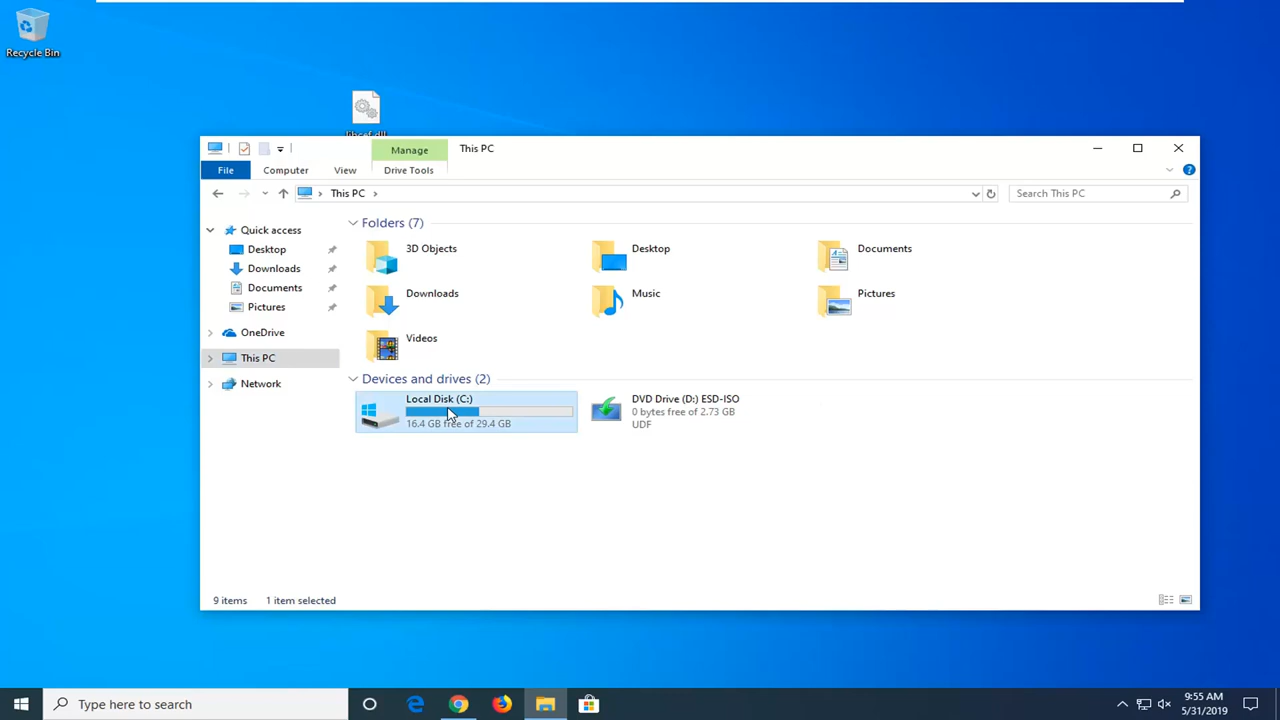 Recycle Bin
libcef.dll
Manage
This PC
File
Computer
View
Drive Tools
This PC
Search This PC
Quick access
Desktop
Downloads
Documents
Pictures
OneDrive
This PC
Network
Folders (7)
3D Objects
Desktop
Documents
Downloads
Music
Pictures
Videos
Devices and drives (2)
Local Disk (C:)
16.4 GB free of 29.4 GB
DVD Drive (D:) ESD-ISO
0 bytes free of 2.73 GB
UDF
9 items
1 item selected
Type here to search
9:55 AM
5/31/2019